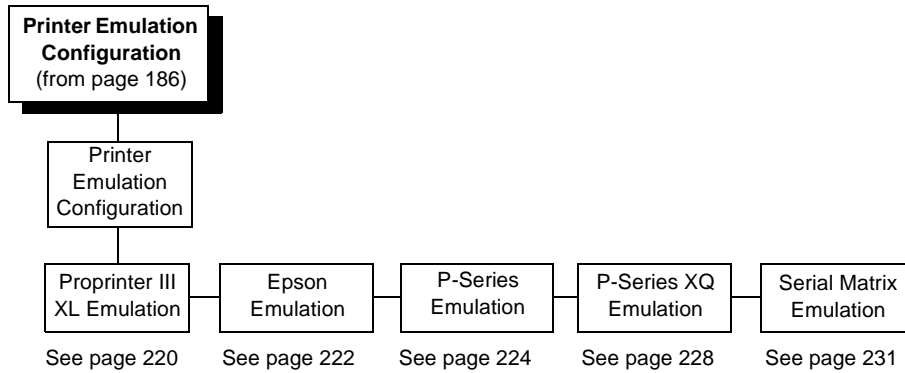 Printer Emulation
Configuration
(from page 186)
Printer
Emulation
Configuration
Proprinter III
XL Emulation
Epson
Emulation
P-Series
Emulation
P-Series XQ
Emulation
Serial Matrix
Emulation
See page 220
See page 222
See page 224
See page 228
See page 231